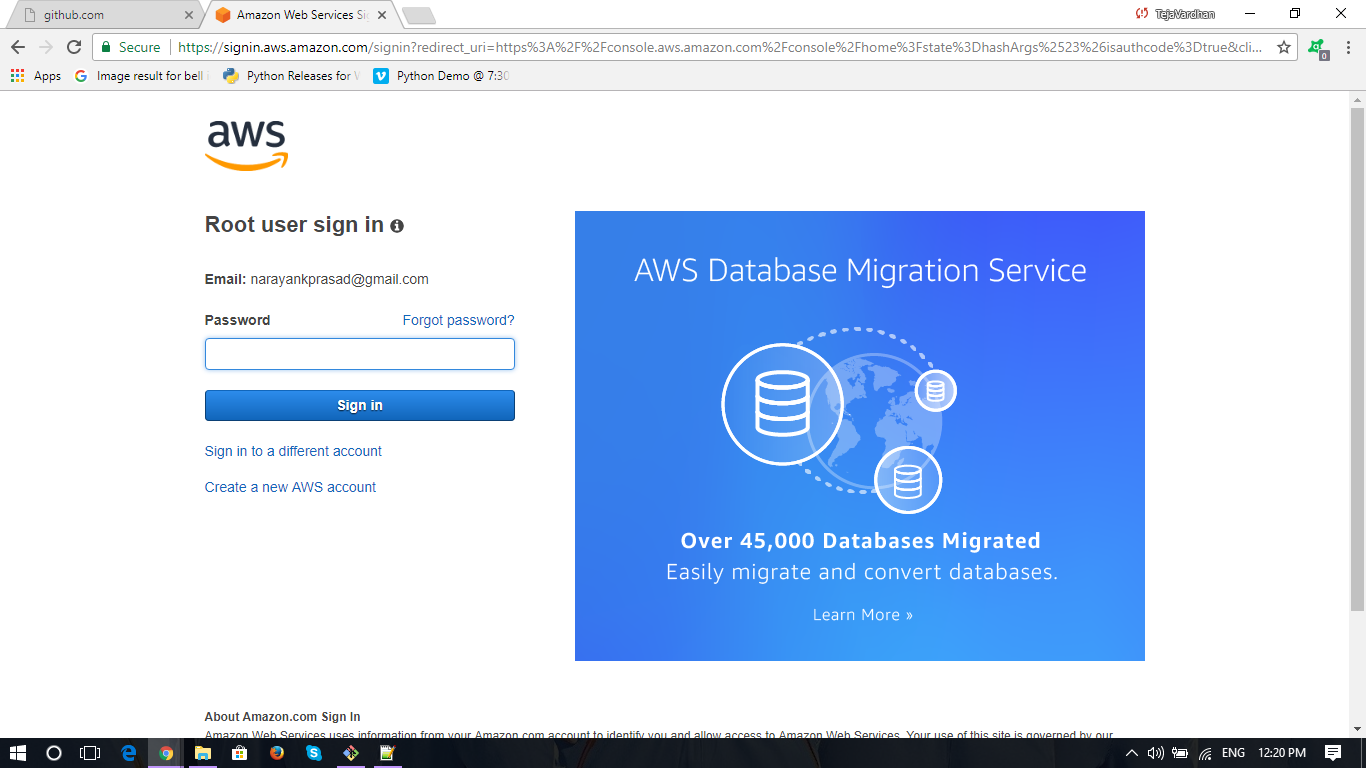 github.com
Amazon Web Services Si
TejaVardhan
Secure
https://signin.aws.amazon.com/signin?redirect_uri=https%3A%2F%2Fconsole.aws.amazon.com%2Fconsole%2Fhome%3Fstate%3DhashArgs%2523%26isauthcode%3Dtrue&cli...
0
Apps
Image result for bell
Python Releases for W
Python Demo @ 7:30
aws
Root user sign in
Email: narayankprasad@gmail.com
Password
Forgot password?
Sign in
Sign in to a different account
Create a new AWS account
AWS Database Migration Service
Over 45,000 Databases Migrated
Easily migrate and convert databases.
Learn More »
About Amazon.com Sign In
Amazon Web Services uses information from your Amazon.com account to identify you and allow access to Amazon Web Services. Your use of this site is governed by our
ENG
12:20 PM